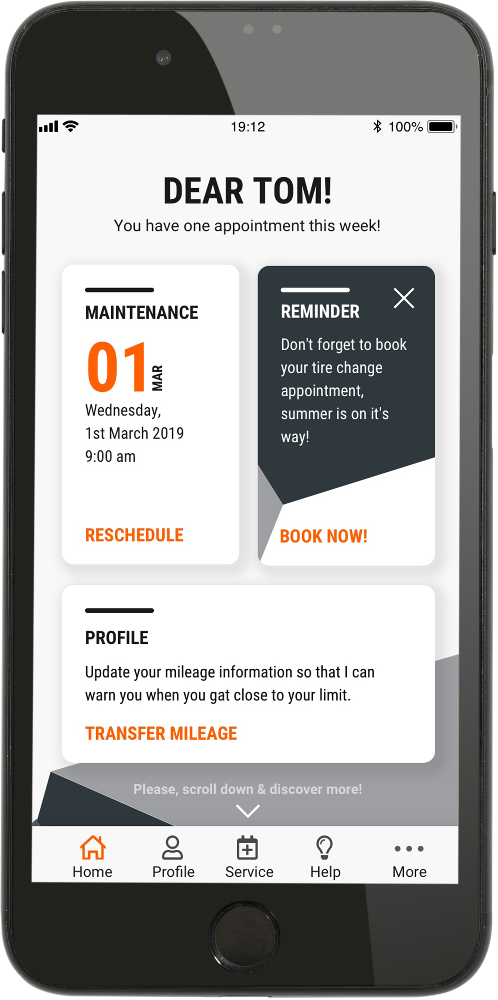 19:12
100%
DEAR TOM!
You have one appointment this week!
MAINTENANCE
01
MAR
Wednesday,
1st March 2019
9:00 am
RESCHEDULE
REMINDER
Don't forget to book
your tire change
appointment,
summer is on it's
way!
BOOK NOW!
PROFILE
Update your mileage information so that I can
warn you when you gat close to your limit.
TRANSFER MILEAGE
Please, scroll down & discover more!
Home
Profile
Service
Help
More